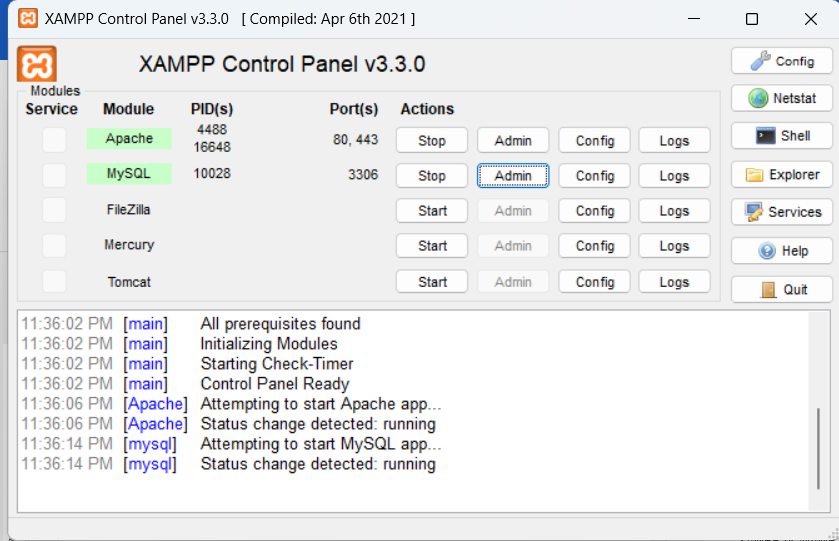 XAMPP Control Panel v3.3.0 [ Compiled: Apr 6th 2021 ]
XAMPP Control Panel v3.3.0
Config
Modules
Service Module PID(s) Port(s) Actions
Netstat
Apache 4488 16648 80, 443 Stop Admin Config Logs
Shell
MySQL 10028 3306 Stop Admin Config Logs
Explorer
FileZilla Start Admin Config Logs
Services
Mercury Start Admin Config Logs
Help
Tomcat Start Admin Config Logs
Quit
11:36:02 PM [main] All prerequisites found
11:36:02 PM [main] Initializing Modules
11:36:02 PM [main] Starting Check-Timer
11:36:02 PM [main] Control Panel Ready
11:36:06 PM [Apache] Attempting to start Apache app...
11:36:06 PM [Apache] Status change detected: running
11:36:14 PM [mysql] Attempting to start MySQL app...
11:36:14 PM [mysql] Status change detected: running